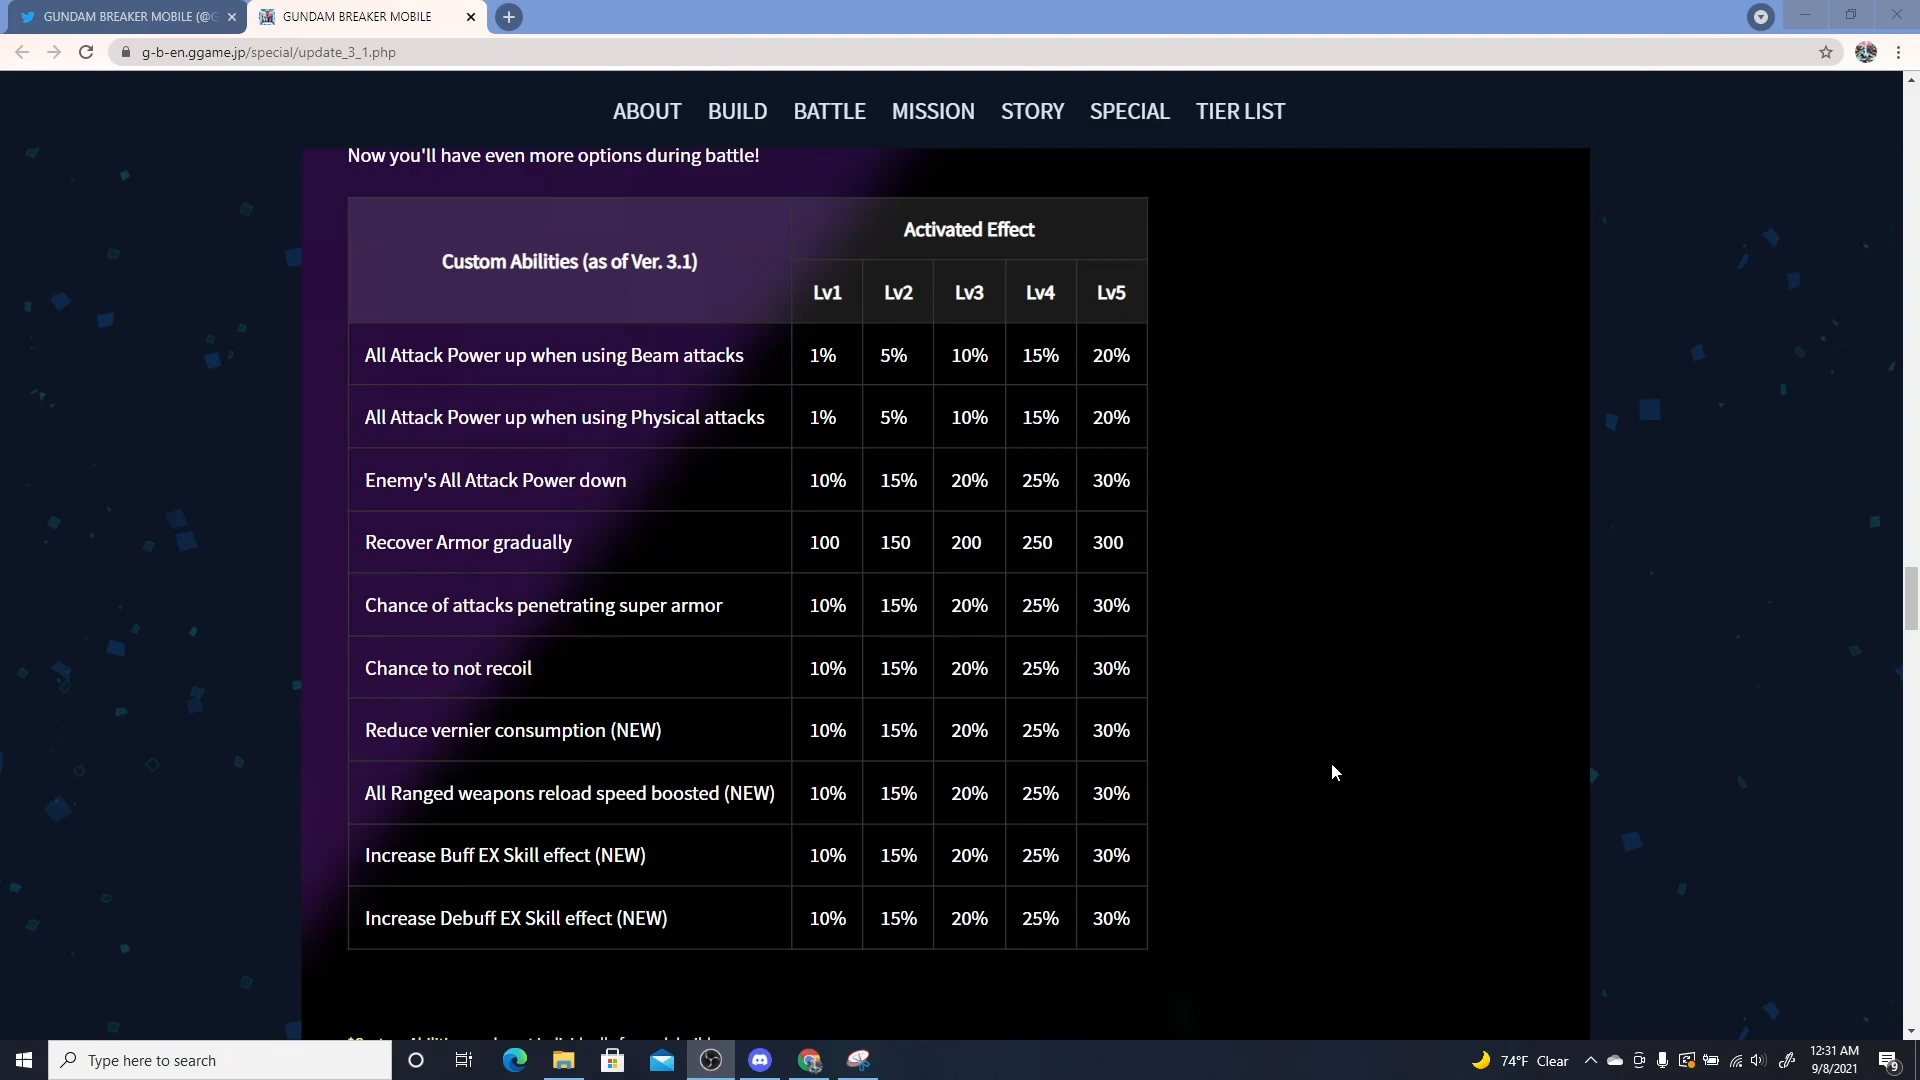 GUNDAM BREAKER MOBILE (@G
GUNDAM BREAKER MOBILE
g-b-en.ggame.jp/special/update_3_1.php
ABOUT BUILD BATTLE MISSION STORY SPECIAL TIER LIST
Now you'll have even more options during battle!
Custom Abilities (as of Ver. 3.1) Activated Effect
Lv1 Lv2 Lv3 Lv4 Lv5
All Attack Power up when using Beam attacks 1% 5% 10% 15% 20%
All Attack Power up when using Physical attacks 1% 5% 10% 15% 20%
Enemy's All Attack Power down 10% 15% 20% 25% 30%
Recover Armor gradually 100 150 200 250 300
Chance of attacks penetrating super armor 10% 15% 20% 25% 30%
Chance to not recoil 10% 15% 20% 25% 30%
Reduce vernier consumption (NEW) 10% 15% 20% 25% 30%
All Ranged weapons reload speed boosted (NEW) 10% 15% 20% 25% 30%
Increase Buff EX Skill effect (NEW) 10% 15% 20% 25% 30%
Increase Debuff EX Skill effect (NEW) 10% 15% 20% 25% 30%
Type here to search
74°F Clear
12:31 AM
9/8/2021
9